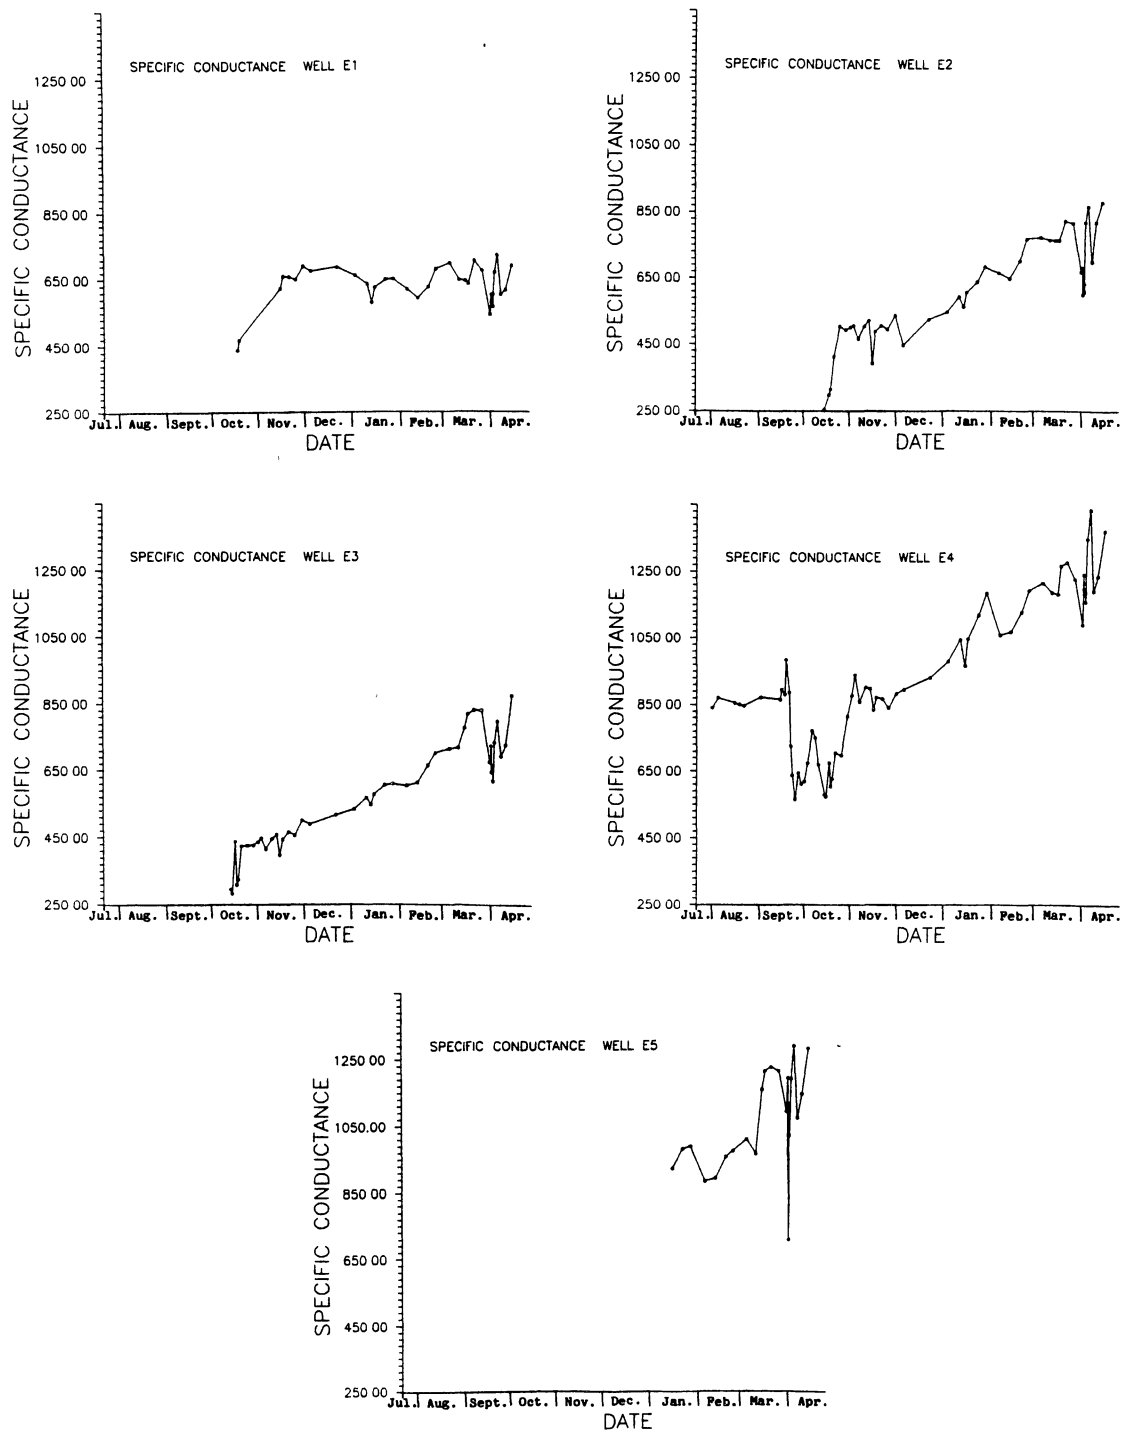 SPECIFIC CONDUCTANCE WELL E1
SPECIFIC CONDUCTANCE
1250 00
1050 00
850 00
650 00
450 00
250 00
Jul. Aug. Sept. Oct. Nov. Dec. Jan. Feb. Mar. Apr.
DATE
SPECIFIC CONDUCTANCE WELL E2
SPECIFIC CONDUCTANCE
1250 00
1050 00
850 00
650 00
450 00
250 00
Jul. Aug. Sept. Oct. Nov. Dec. Jan. Feb. Mar. Apr.
DATE
SPECIFIC CONDUCTANCE WELL E3
SPECIFIC CONDUCTANCE
1250 00
1050 00
850 00
650 00
450 00
250 00
Jul. Aug. Sept. Oct. Nov. Dec. Jan. Feb. Mar. Apr.
DATE
SPECIFIC CONDUCTANCE WELL E4
SPECIFIC CONDUCTANCE
1250 00
1050 00
850 00
650 00
450 00
250 00
Jul. Aug. Sept. Oct. Nov. Dec. Jan. Feb. Mar. Apr.
DATE
SPECIFIC CONDUCTANCE WELL E5
SPECIFIC CONDUCTANCE
1250 00
1050.00
850 00
650 00
450 00
250 00
Jul. Aug. Sept. Oct. Nov. Dec. Jan. Feb. Mar. Apr.
DATE